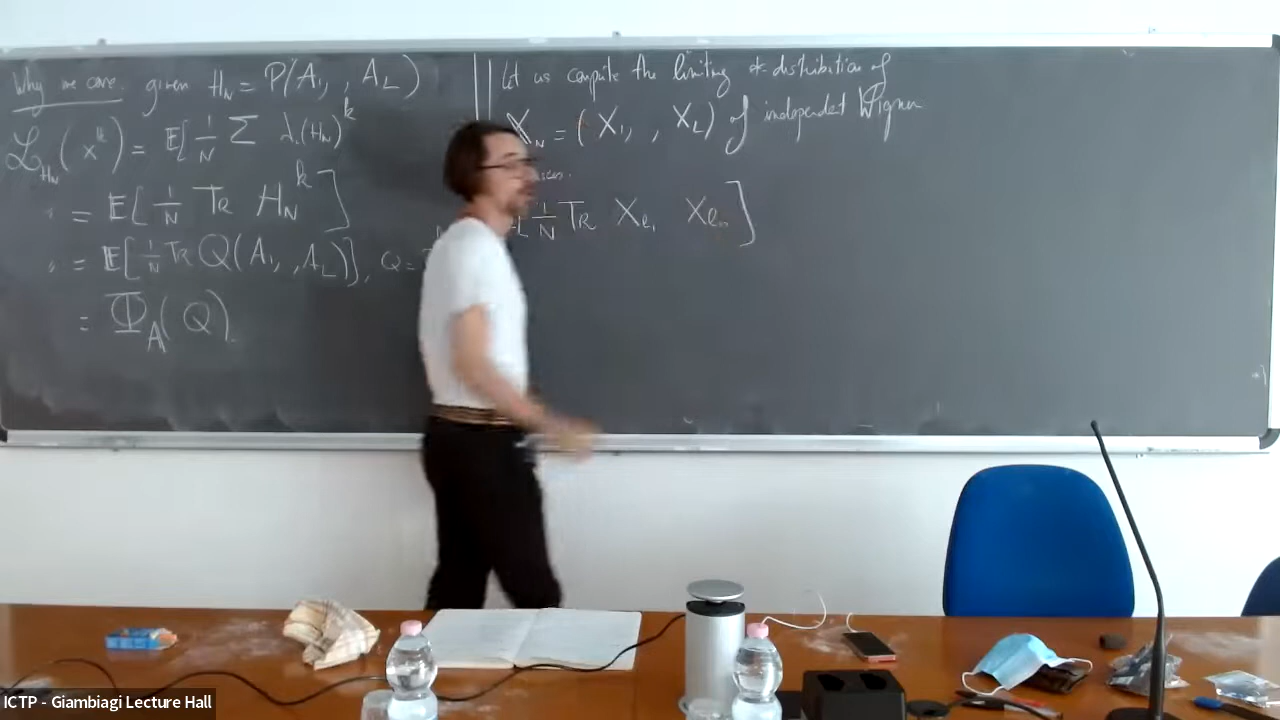 Why we care. given H_N = P(A_1, , A_L)
ℒ_{H_N}(x^k) = 𝔼[1/N Σ λ_i(H_N)^k
" = 𝔼[1/N Tr H_N^k]
" = 𝔼[1/N Tr Q(A_1, , A_L)], Q =
= Φ_A(Q).
Let us compute the limiting * distribution of
X_N = (X_1, , X_L) of independent Wigner
[1/N Tr X_{ℓ_1} X_{ℓ_n}]
ICTP - Giambiagi Lecture Hall